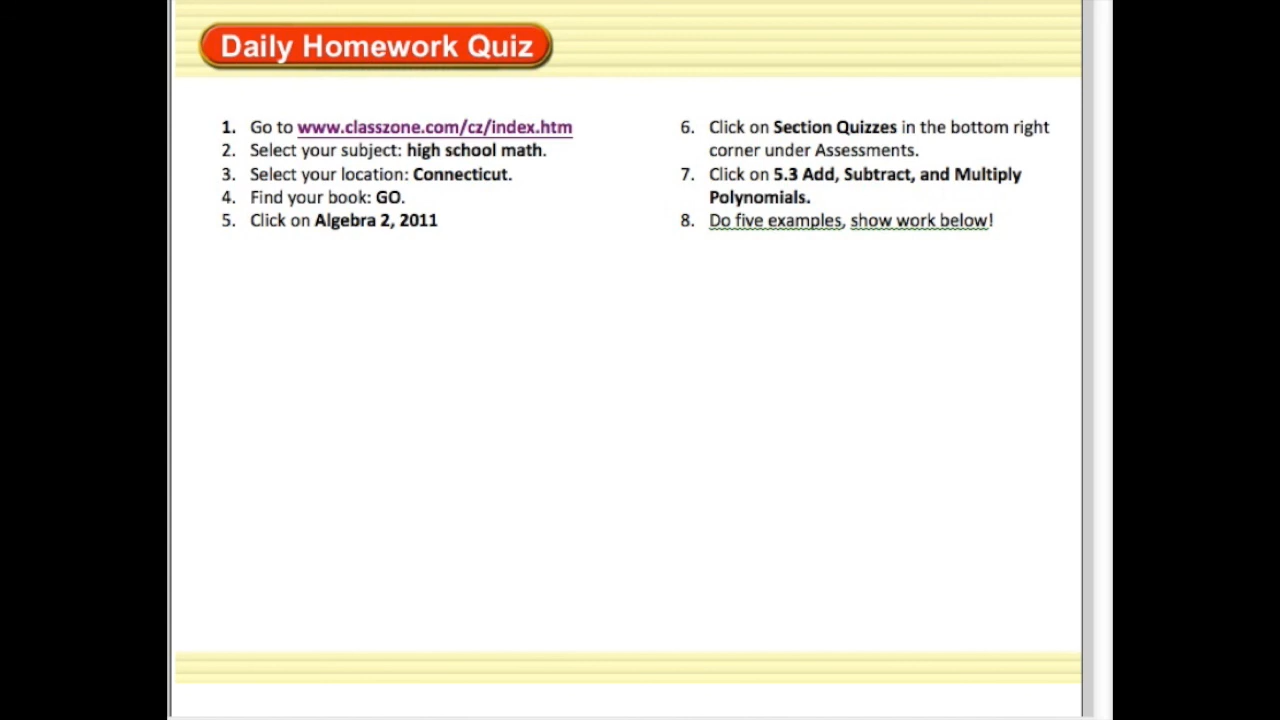 Daily Homework Quiz
1. Go to www.classzone.com/cz/index.htm
2. Select your subject: high school math.
3. Select your location: Connecticut.
4. Find your book: GO.
5. Click on Algebra 2, 2011
6. Click on Section Quizzes in the bottom right
corner under Assessments.
7. Click on 5.3 Add, Subtract, and Multiply
Polynomials.
8. Do five examples, show work below!